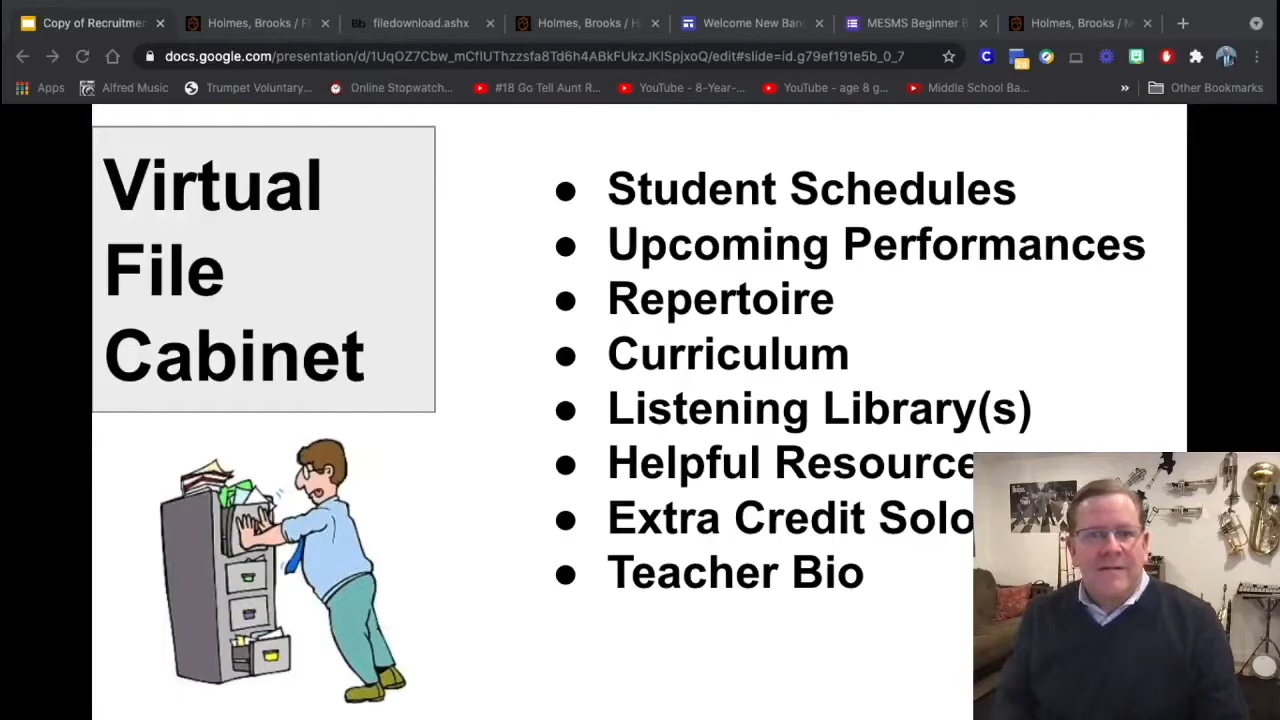 Copy of Recruitmen
Holmes, Brooks / F
filedownload.ashx
Holmes, Brooks / H
Welcome New Ban
MESMS Beginner B
Holmes, Brooks / M
docs.google.com/presentation/d/1UqOZ7Cbw_mCflUThzzsfa8Td6h4ABkFUkzJKlSpjxoQ/edit#slide=id.g79ef191e5b_0_7
Apps
Alfred Music
Trumpet Voluntary...
Online Stopwatch...
#18 Go Tell Aunt R...
YouTube - 8-Year-...
YouTube - age 8 g...
Middle School Ba...
Other Bookmarks
Virtual
File
Cabinet
● Student Schedules
● Upcoming Performances
● Repertoire
● Curriculum
● Listening Library(s)
● Helpful Resource
● Extra Credit Solo
● Teacher Bio